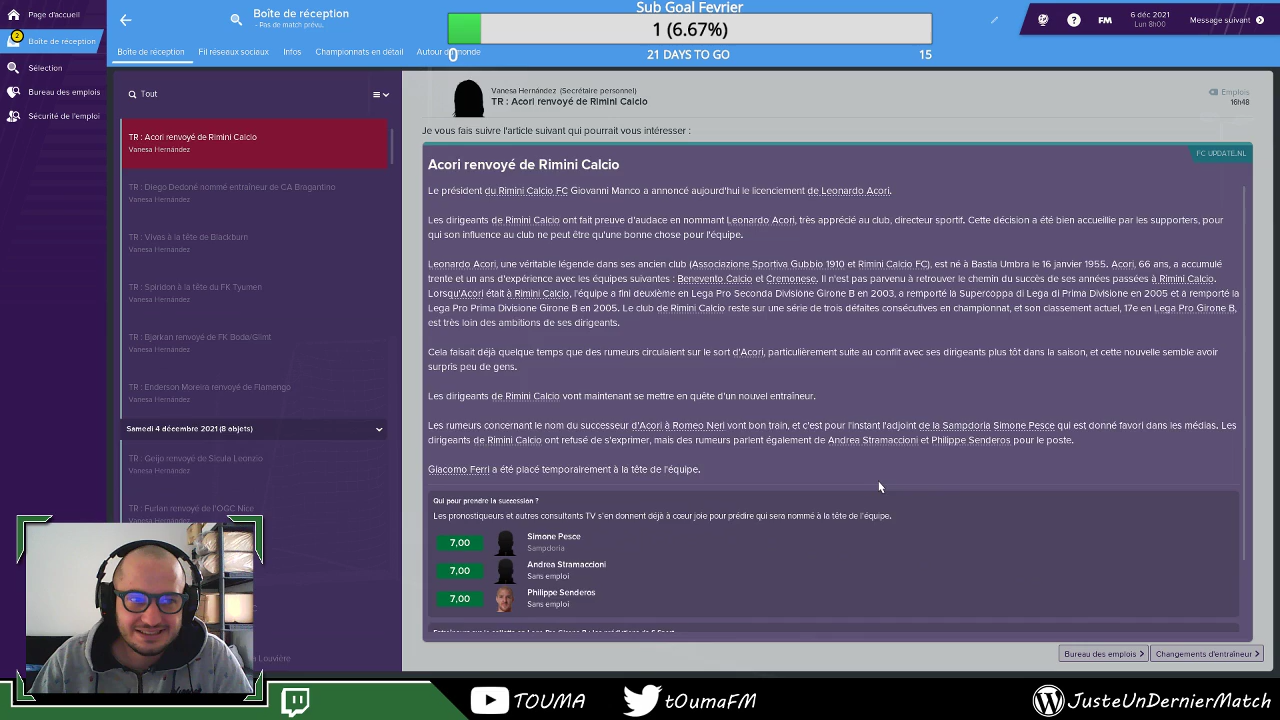 Page d'accueil
2
Boîte de réception
Sélection
Bureau des emplois
Sécurité de l'emploi
Boîte de réception
- Pas de match prévu.
Sub Goal Fevrier
1 (6.67%)
0
21 DAYS TO GO
15
FM
6 déc 2021
Lun 8h00
Message suivant
Boîte de réception
Fil réseaux sociaux
Infos
Championnats en détail
Autour du monde
Tout
TR : Acori renvoyé de Rimini Calcio
Vanesa Hernández
TR : Diego Dedoné nommé entraîneur de CA Bragantino
Vanesa Hernández
TR : Vivas à la tête de Blackburn
Vanesa Hernández
TR : Spiridon à la tête du FK Tyumen
Vanesa Hernández
TR : Bjørkan renvoyé de FK Bodø/Glimt
Vanesa Hernández
TR : Enderson Moreira renvoyé de Flamengo
Vanesa Hernández
Samedi 4 décembre 2021 (8 objets)
TR : Geijo renvoyé de Sicula Leonzio
Vanesa Hernández
TR : Furlan renvoyé de l'OGC Nice
a Louvière
Vanesa Hernández (Secrétaire personnel)
TR : Acori renvoyé de Rimini Calcio
Emplois
16h48
Je vous fais suivre l'article suivant qui pourrait vous intéresser :
FC UPDATE.NL
Acori renvoyé de Rimini Calcio
Le président du Rimini Calcio FC Giovanni Manco a annoncé aujourd'hui le licenciement de Leonardo Acori.
Les dirigeants de Rimini Calcio ont fait preuve d'audace en nommant Leonardo Acori, très apprécié au club, directeur sportif. Cette décision a été bien accueillie par les supporters, pour
qui son influence au club ne peut être qu'une bonne chose pour l'équipe.
Leonardo Acori, une véritable légende dans ses ancien club (Associazione Sportiva Gubbio 1910 et Rimini Calcio FC), est né à Bastia Umbra le 16 janvier 1955. Acori, 66 ans, a accumulé
trente et un ans d'expérience avec les équipes suivantes : Benevento Calcio et Cremonese. Il n'est pas parvenu à retrouver le chemin du succès de ses années passées à Rimini Calcio.
Lorsqu'Acori était à Rimini Calcio, l'équipe a fini deuxième en Lega Pro Seconda Divisione Girone B en 2003, a remporté la Supercoppa di Lega di Prima Divisione en 2005 et a remporté la
Lega Pro Prima Divisione Girone B en 2005. Le club de Rimini Calcio reste sur une série de trois défaites consécutives en championnat, et son classement actuel, 17e en Lega Pro Girone B,
est très loin des ambitions de ses dirigeants.
Cela faisait déjà quelque temps que des rumeurs circulaient sur le sort d'Acori, particulièrement suite au conflit avec ses dirigeants plus tôt dans la saison, et cette nouvelle semble avoir
surpris peu de gens.
Les dirigeants de Rimini Calcio vont maintenant se mettre en quête d'un nouvel entraîneur.
Les rumeurs concernant le nom du successeur d'Acori à Romeo Neri vont bon train, et c'est pour l'instant l'adjoint de la Sampdoria Simone Pesce qui est donné favori dans les médias. Les
dirigeants de Rimini Calcio ont refusé de s'exprimer, mais des rumeurs parlent également de Andrea Stramaccioni et Philippe Senderos pour le poste.
Giacomo Ferri a été placé temporairement à la tête de l'équipe.
Qui pour prendre la succession ?
Les pronostiqueurs et autres consultants TV s'en donnent déjà à cœur joie pour prédire qui sera nommé à la tête de l'équipe.
7,00
Simone Pesce
Sampdoria
7,00
Andrea Stramaccioni
Sans emploi
7,00
Philippe Senderos
Sans emploi
Bureau des emplois
Changements d'entraîneur
TOUMA
tOumaFM
JusteUnDernierMatch